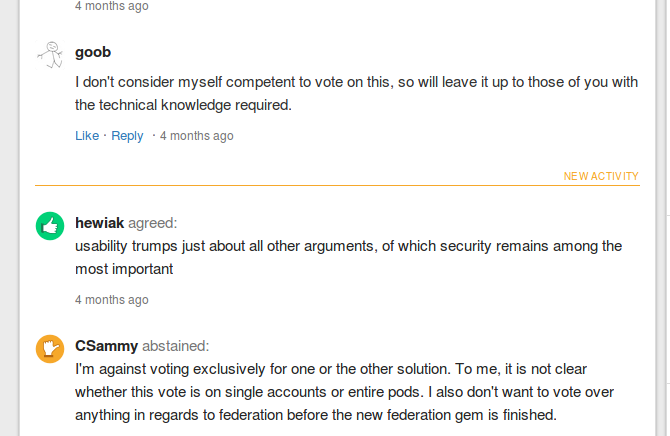 4 months ago
goob
I don't consider myself competent to vote on this, so will leave it up to those of you with
the technical knowledge required.
Like · Reply · 4 months ago
NEW ACTIVITY
hewiak agreed:
usability trumps just about all other arguments, of which security remains among the
most important
4 months ago
CSammy abstained:
I'm against voting exclusively for one or the other solution. To me, it is not clear
whether this vote is on single accounts or entire pods. I also don't want to vote over
anything in regards to federation before the new federation gem is finished.